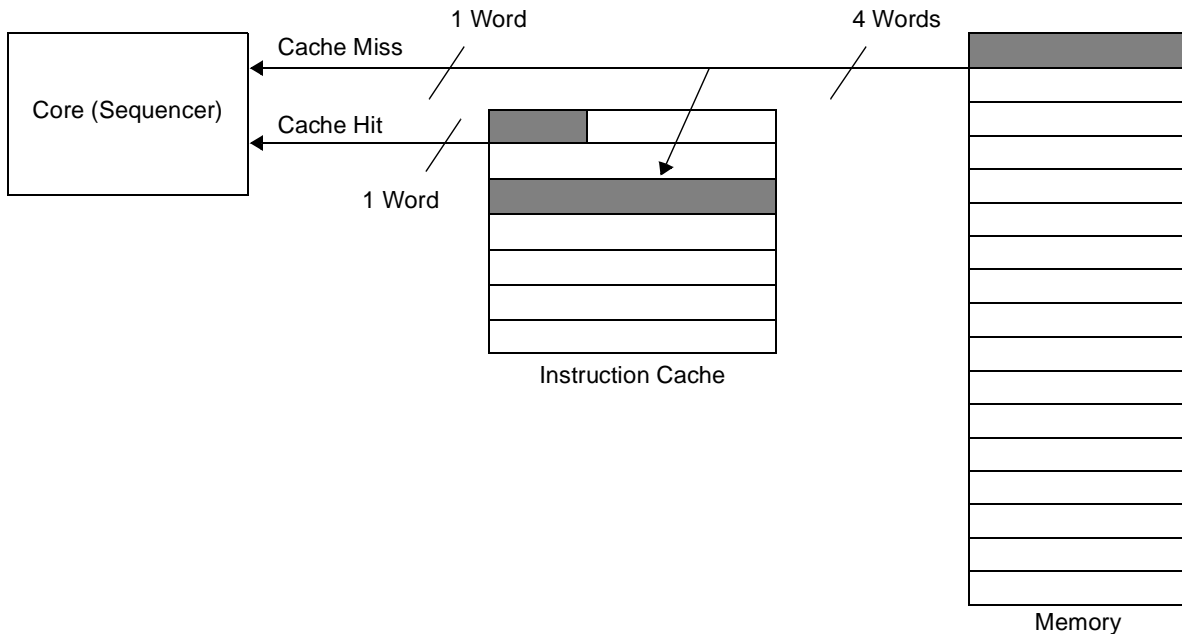 1 Word
4 Words
Cache Miss
Core (Sequencer)
Cache Hit
1 Word
Instruction Cache
Memory